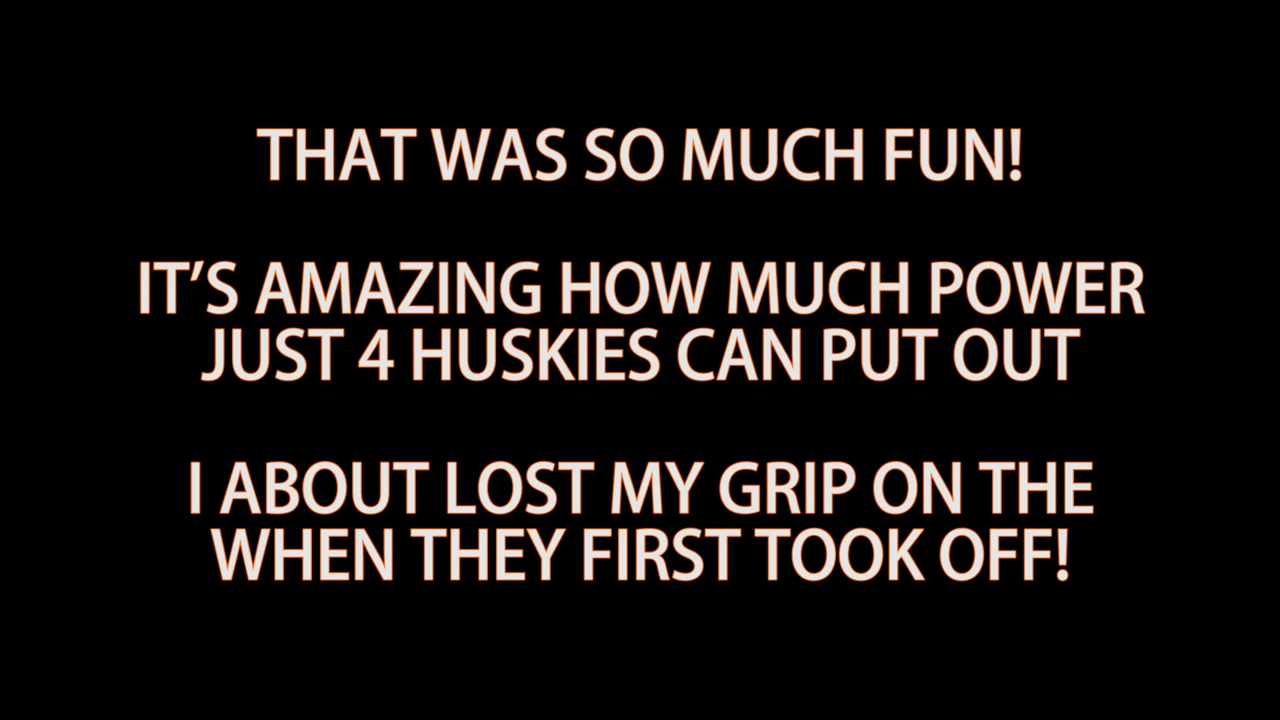 THAT WAS SO MUCH FUN!
IT’S AMAZING HOW MUCH POWER
JUST 4 HUSKIES CAN PUT OUT
I ABOUT LOST MY GRIP ON THE
WHEN THEY FIRST TOOK OFF!